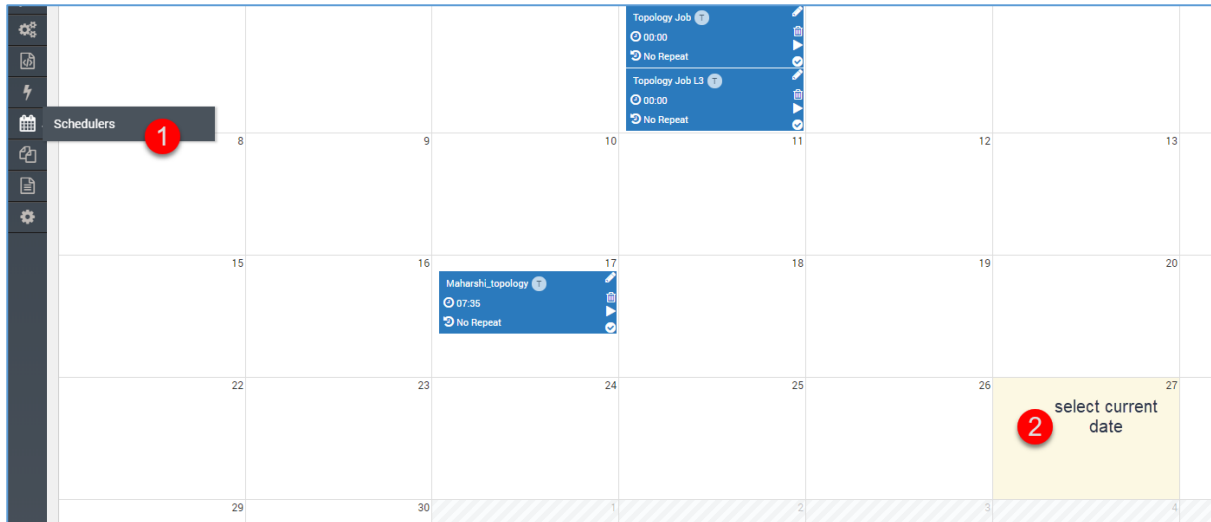 Topology Job T
00:00
No Repeat
Topology Job L3 T
00:00
No Repeat
Schedulers
1
8 9 10 11 12 13
15 16 17 18 19 20
Maharshi_topology T
07:35
No Repeat
22 23 24 25 26 27
2
select current
date
29 30 1 2 3 4